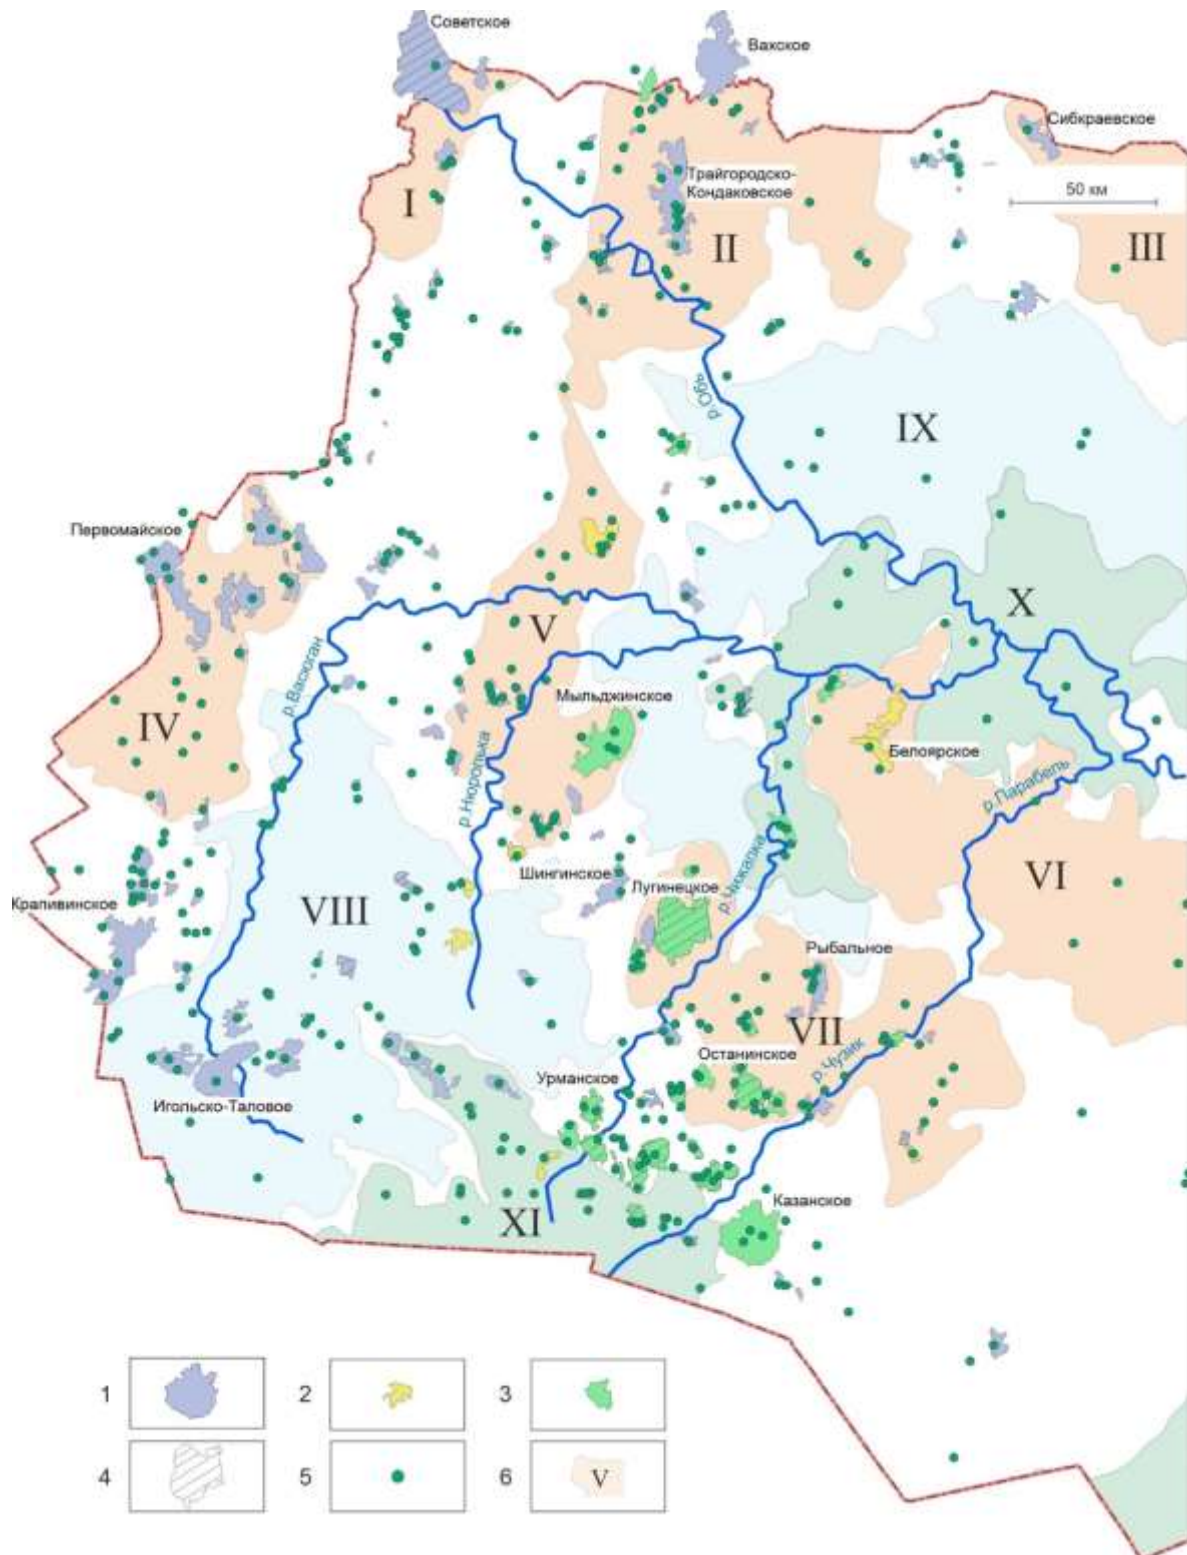 Советское
Вахское
Сибкраевское
50 км
Трайгородско-
Кондаковское
I
II
III
р.Обь
IX
Первомайское
X
V
р.Васюган
Мыльджинское
IV
р.Нюролька
Белоярское
р.Парабель
р.Чижапка
VI
Шингинское
Лугинецкое
Крапивинское
VIII
Рыбальное
VII
Останинское
р.Чузик
Урманское
Игольско-Таловое
Казанское
XI
1
2
3
4
5
6
V